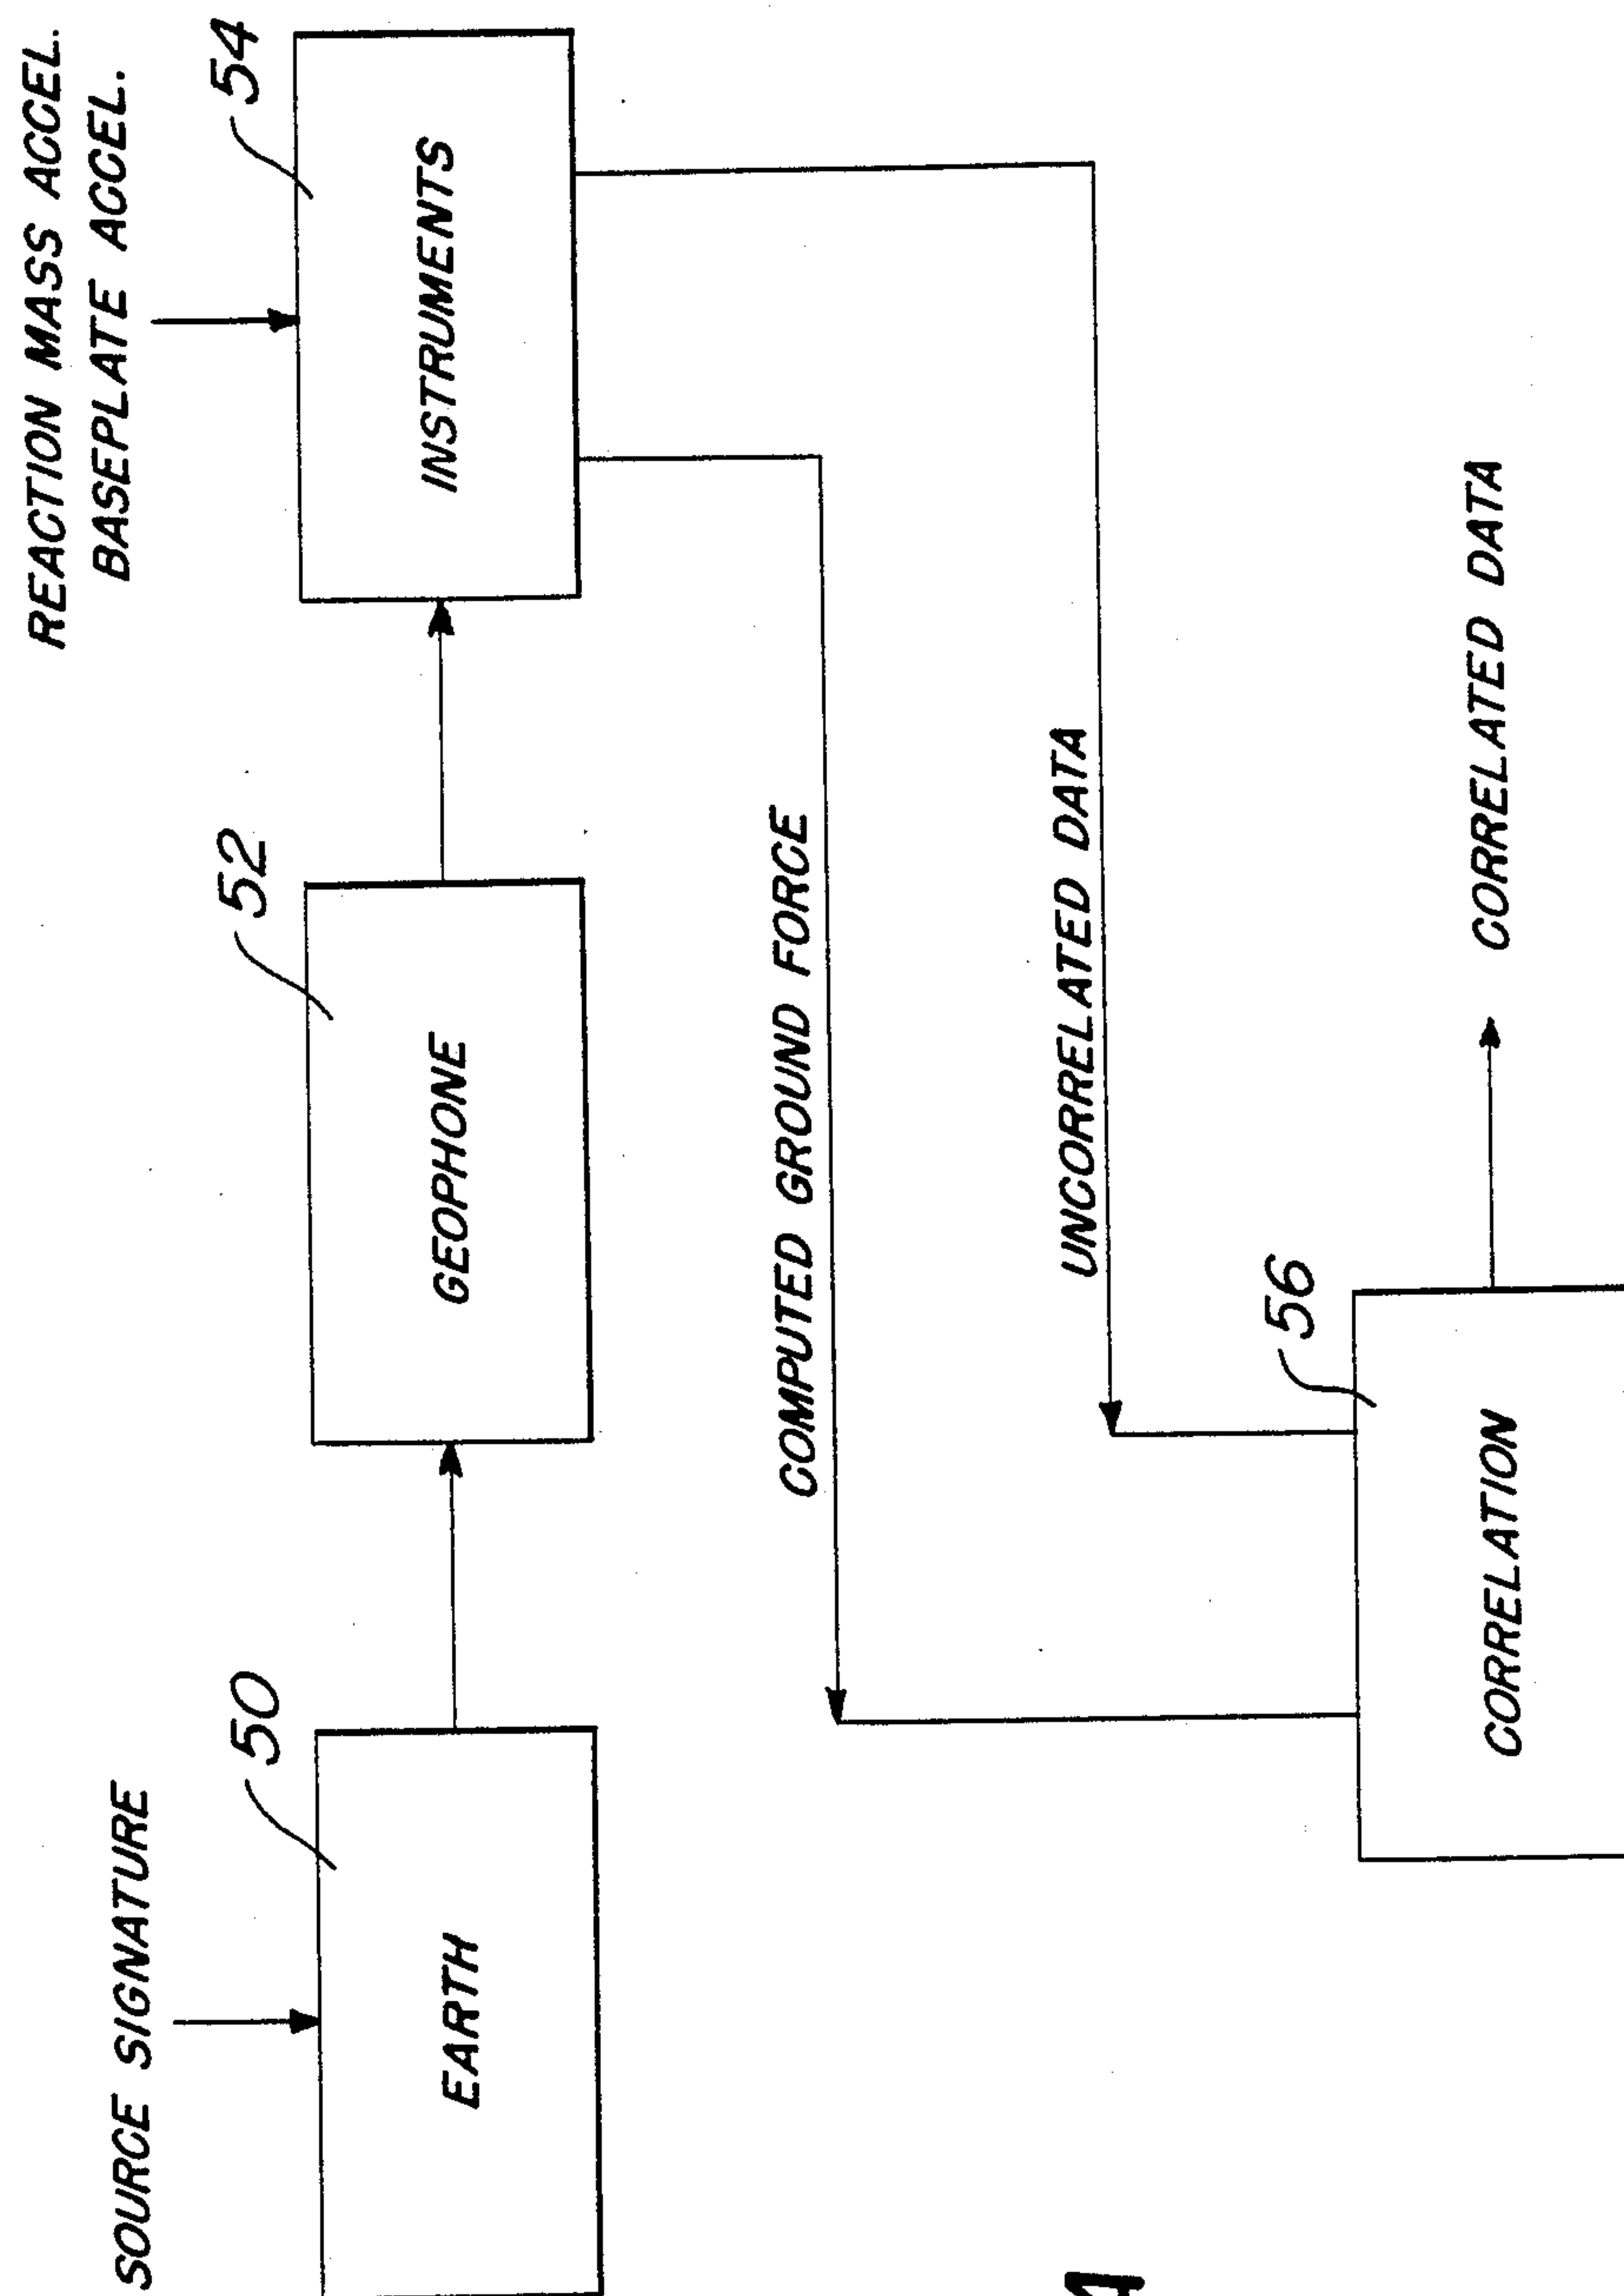 REACTION MASS ACCEL.
BASEPLATE ACCEL.
SOURCE SIGNATURE
50
52
54
EARTH
GEOPHONE
INSTRUMENTS
COMPUTED GROUND FORCE
UNCORRELATED DATA
56
CORRELATION
CORRELATED DATA
A